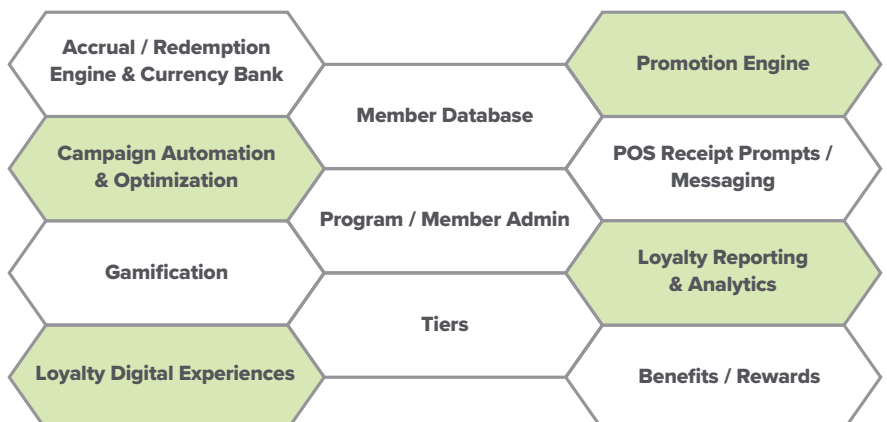 Accrual / Redemption
Engine & Currency Bank
Promotion Engine
Member Database
Campaign Automation
& Optimization
POS Receipt Prompts /
Messaging
Program / Member Admin
Gamification
Loyalty Reporting
& Analytics
Tiers
Loyalty Digital Experiences
Benefits / Rewards